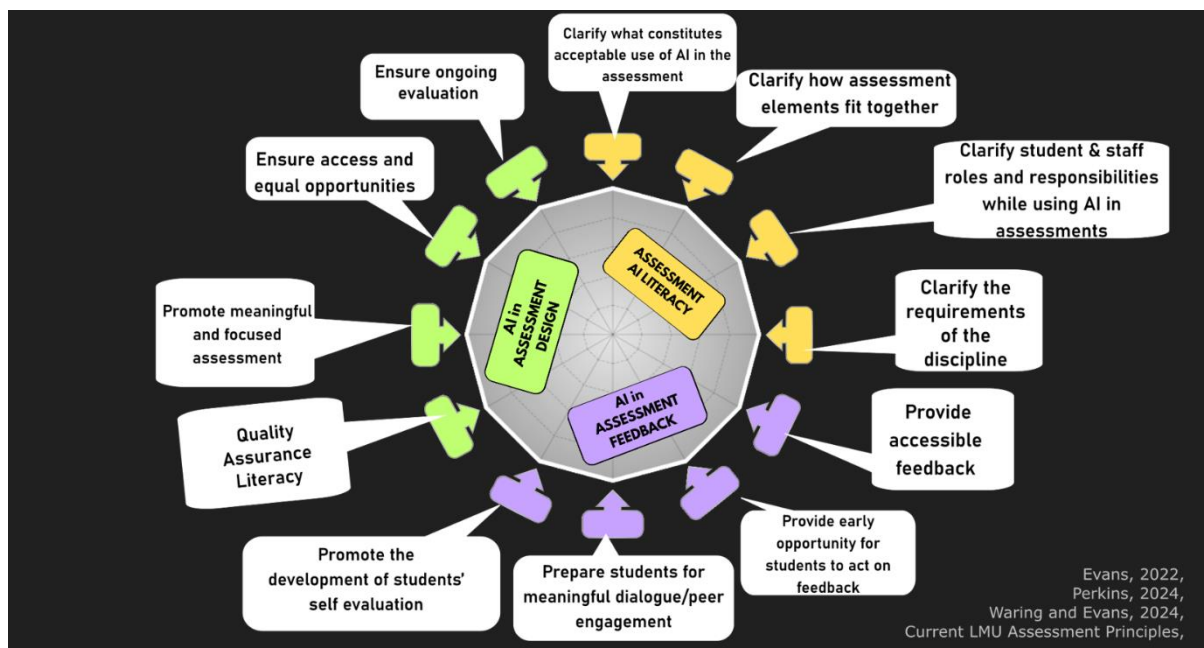 Clarify what constitutes
acceptable use of AI in the
assessment
Clarify how assessment
elements fit together
Clarify student & staff
roles and responsibilities
while using AI in
assessments
Clarify the
requirements
of the
discipline
Provide
accessible
feedback
Provide early
opportunity for
students to act on
feedback
Prepare students for
meaningful dialogue/peer
engagement
Promote the
development of students’
self evaluation
Quality
Assurance
Literacy
Promote meaningful
and focused
assessment
Ensure access and
equal opportunities
Ensure ongoing
evaluation
ASSESSMENT
AI LITERACY
AI in
ASSESSMENT
DESIGN
AI in
ASSESSMENT
FEEDBACK
Evans, 2022,
Perkins, 2024,
Waring and Evans, 2024,
Current LMU Assessment Principles,